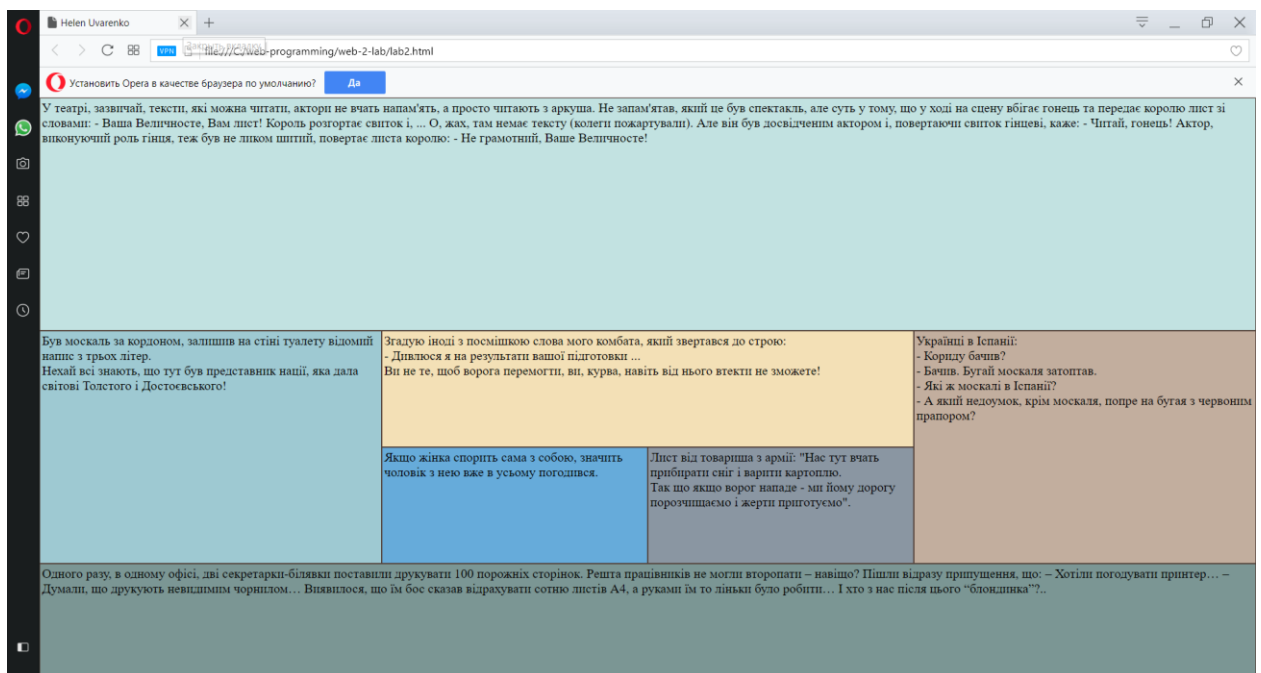 Helen Uvarenko
VPN
file:///C:/web-programming/web-2-lab/lab2.html
Установить Opera в качестве браузера по умолчанию?
Да
У театрі, зазвичай, тексти, які можна читати, актори не вчать напам'ять, а просто читають з аркуша. Не запам'ятав, який це був спектакль, але суть у тому, що у ході на сцену вбігає гонець та передає королю лист зі
словами: - Ваша Величносте, Вам лист! Король розгортає свиток і, ... О, жах, там немає тексту (колеги пожартували). Але він був досвідченим актором і, повертаючи свиток гінцеві, каже: - Читай, гонець! Актор,
виконуючий роль гінця, теж був не ликом шитий, повертає листа королю: - Не грамотний, Ваше Величносте!
Був москаль за кордоном, залишив на стіні туалету відомий
напис з трьох літер.
Нехай всі знають, що тут був представник нації, яка дала
світові Толстого і Достоєвського!
Згадую іноді з посмішкою слова мого комбата, який звертався до строю:
- Дивлюся я на результати вашої підготовки ...
Ви не те, щоб ворога перемогти, ви, курва, навіть від нього втекти не зможете!
Українці в Іспанії:
- Кориду бачив?
- Бачив. Бугай москаля затоптав.
- Які ж москалі в Іспанії?
- А який недоумок, крім москаля, попре на бугая з червоним
прапором?
Якщо жінка спорить сама з собою, значить
чоловік з нею вже в усьому погодився.
Лист від товариша з армії: "Нас тут вчать
прибирати сніг і варити картоплю.
Так що якщо ворог нападе - ми йому дорогу
порозчищаємо і жерти приготуємо".
Одного разу, в одному офісі, дві секретарки-білявки поставили друкувати 100 порожніх сторінок. Решта працівників не могли второпати – навіщо? Пішли відразу припущення, що: – Хотіли погодувати принтер… –
Думали, що друкують невидимим чорнилом… Виявилося, що їм бос сказав відрахувати сотню листів А4, а руками їм то ліньки було робити… І хто з нас після цього “блондинка”?..